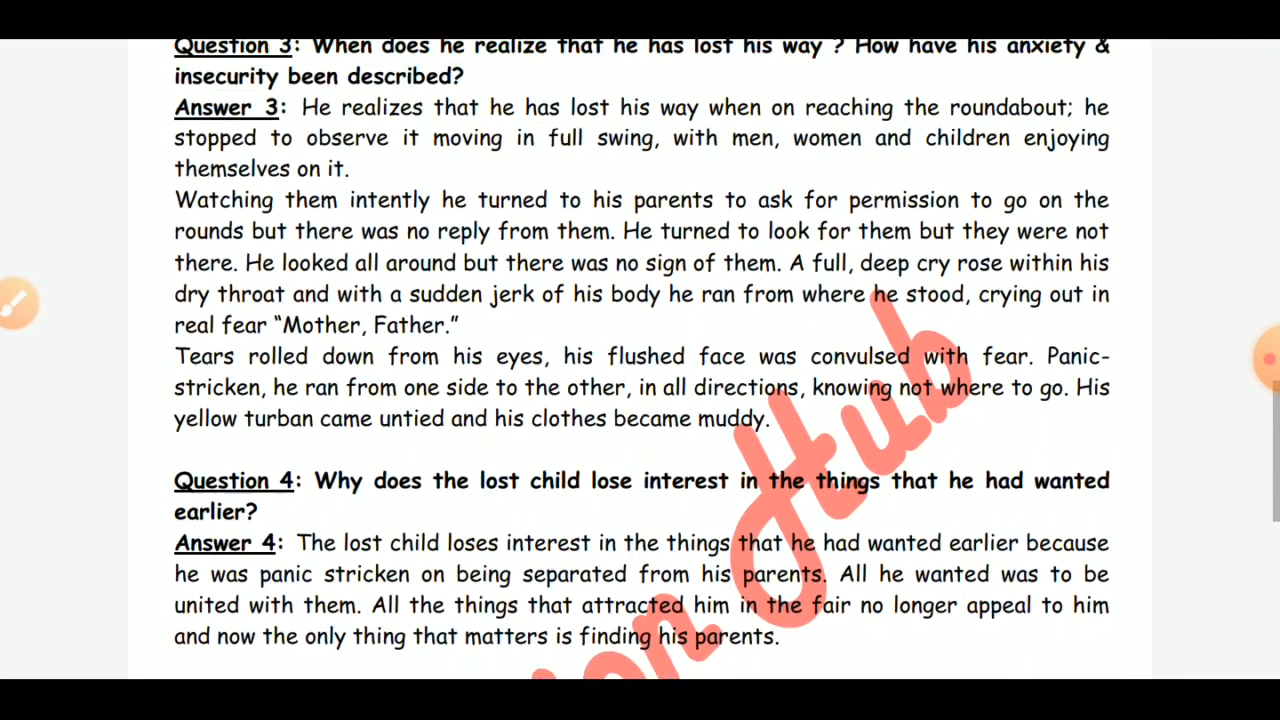 Question 3: When does he realize that he has lost his way ? How have his anxiety &
insecurity been described?
Answer 3: He realizes that he has lost his way when on reaching the roundabout; he
stopped to observe it moving in full swing, with men, women and children enjoying
themselves on it.
Watching them intently he turned to his parents to ask for permission to go on the
rounds but there was no reply from them. He turned to look for them but they were not
there. He looked all around but there was no sign of them. A full, deep cry rose within his
dry throat and with a sudden jerk of his body he ran from where he stood, crying out in
real fear “Mother, Father.”
Tears rolled down from his eyes, his flushed face was convulsed with fear. Panic-
stricken, he ran from one side to the other, in all directions, knowing not where to go. His
yellow turban came untied and his clothes became muddy.
Question 4: Why does the lost child lose interest in the things that he had wanted
earlier?
Answer 4: The lost child loses interest in the things that he had wanted earlier because
he was panic stricken on being separated from his parents. All he wanted was to be
united with them. All the things that attracted him in the fair no longer appeal to him
and now the only thing that matters is finding his parents.
Hub